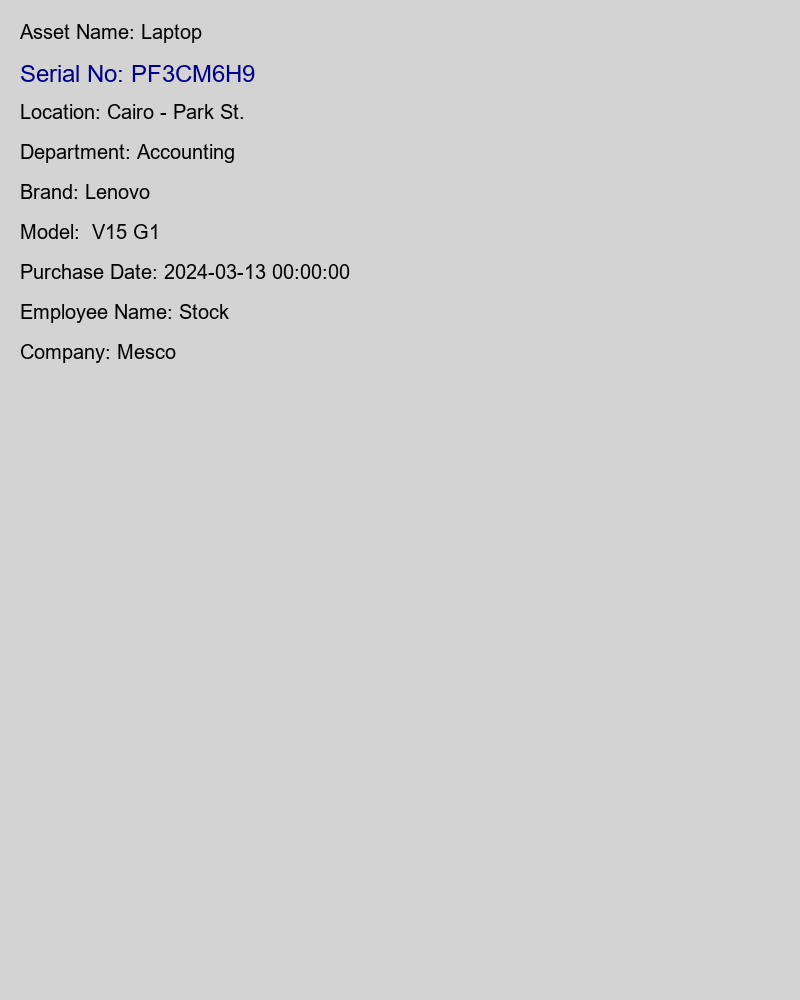 Asset Name: Laptop
Serial No: PF3CM6H9
Location: Cairo - Park St.
Department: Accounting
Brand: Lenovo
Model:  V15 G1
Purchase Date: 2024-03-13 00:00:00
Employee Name: Stock
Company: Mesco